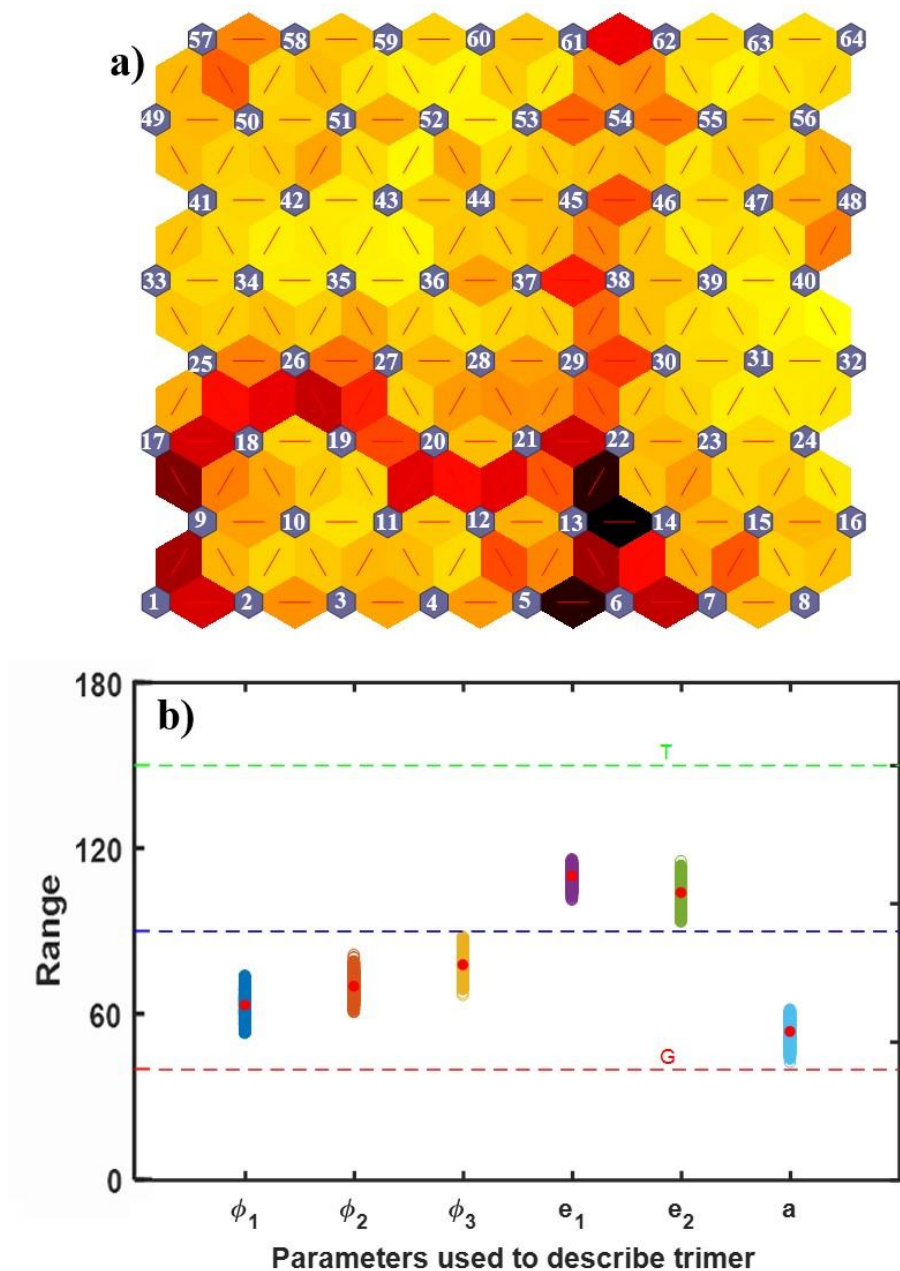 a)
57 58 59 60 61 62 63 64
49 50 51 52 53 54 55 56
41 42 43 44 45 46 47 48
33 34 35 36 37 38 39 40
25 26 27 28 29 30 31 32
17 18 19 20 21 22 23 24
9 10 11 12 13 14 15 16
1 2 3 4 5 6 7 8
b)
180
T
120
Range
60
G
0
ϕ1 ϕ2 ϕ3 e1 e2 a
Parameters used to describe trimer